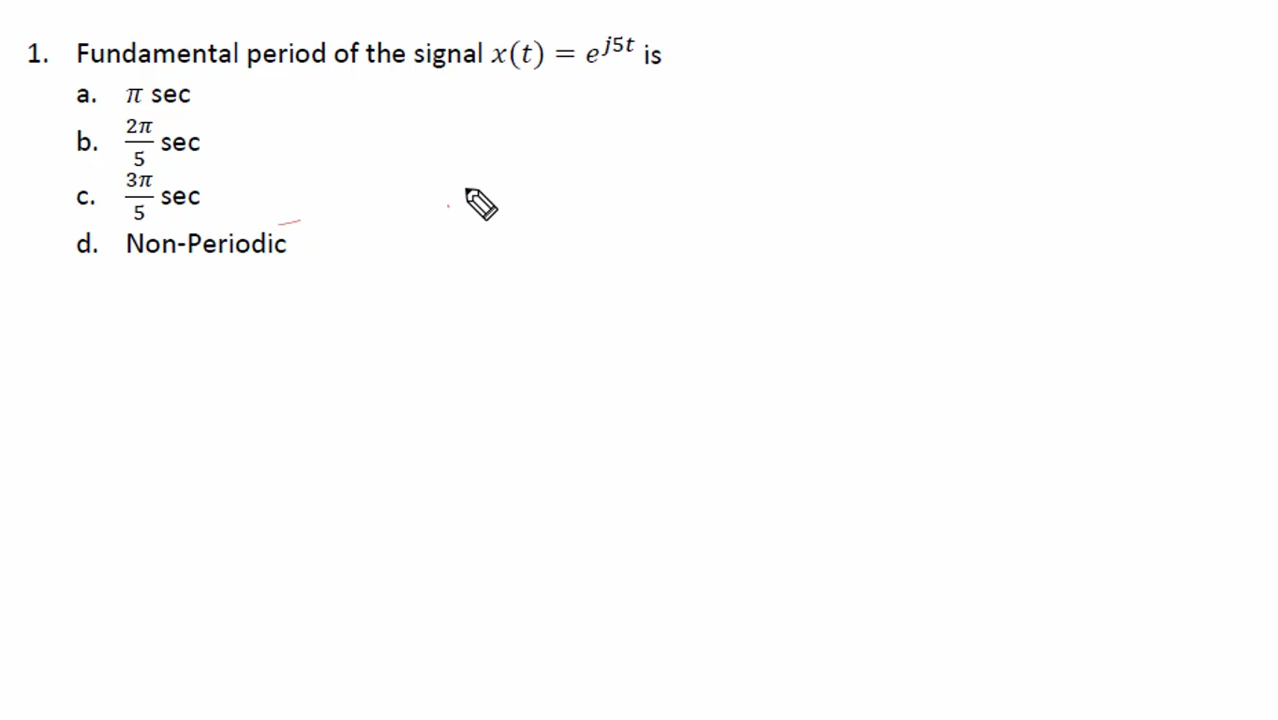 1. Fundamental period of the signal x(t) = e^{j5t} is
a. π sec
b. 2π/5 sec
c. 3π/5 sec
d. Non-Periodic